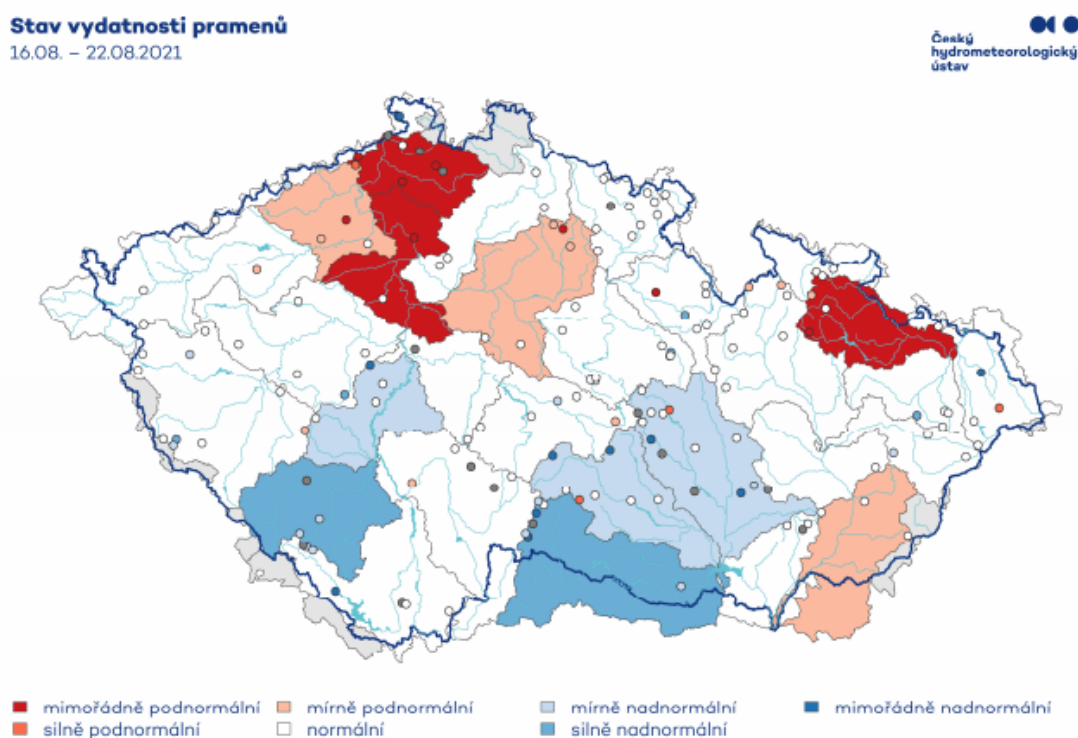 Stav vydatnosti pramenů
16.08. – 22.08.2021
Český
hydrometeorologický
ústav
mimořádně podnormální
mírně podnormální
mírně nadnormální
mimořádně nadnormální
silně podnormální
normální
silně nadnormální